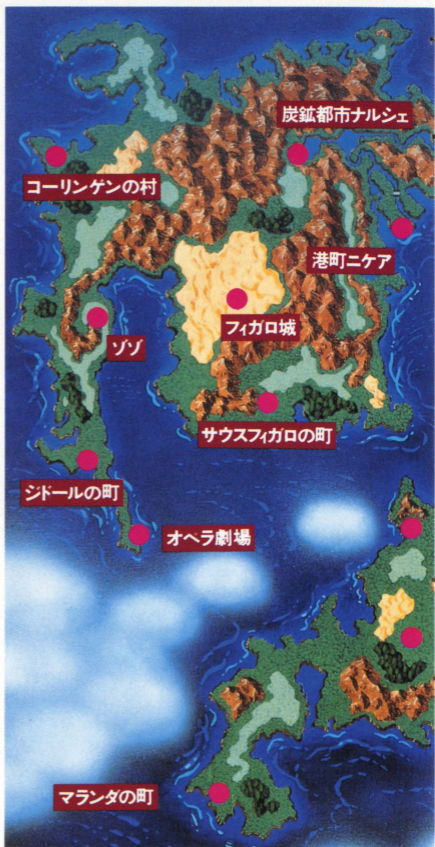 炭鉱都市ナルシェ
コーリンゲンの村
港町ニケア
フィガロ城
ゾゾ
サウスフィガロの町
ジドールの町
オペラ劇場
マランダの町